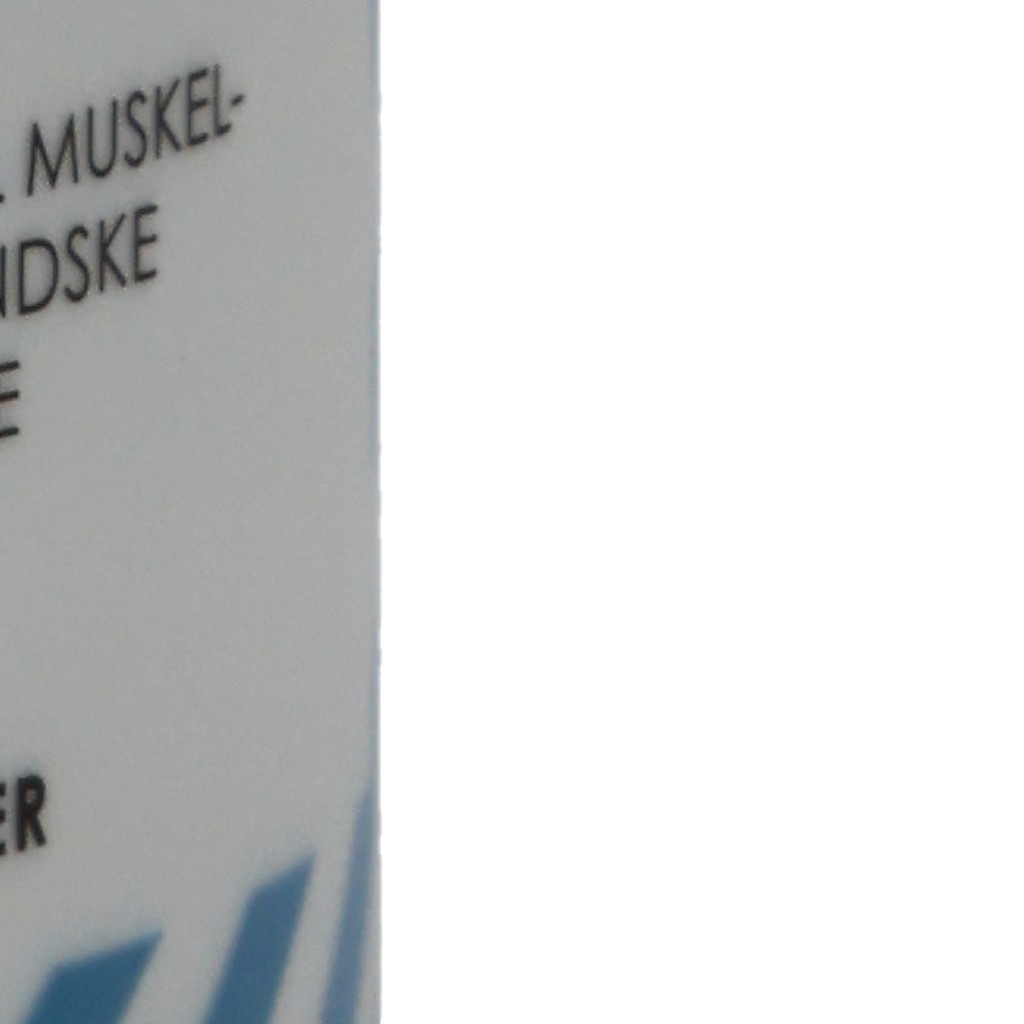 . MUSKEL-
NDSKE
E
ER